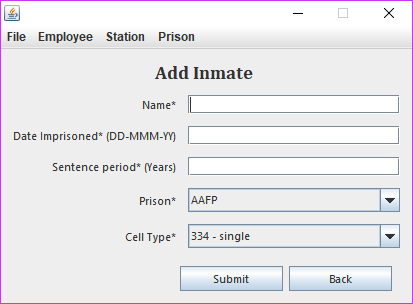 File Employee Station Prison
Add Inmate
Name*
Date Imprisoned* (DD-MMM-YY)
Sentence period* (Years)
Prison* AAFP
Cell Type* 334 - single
Submit Back